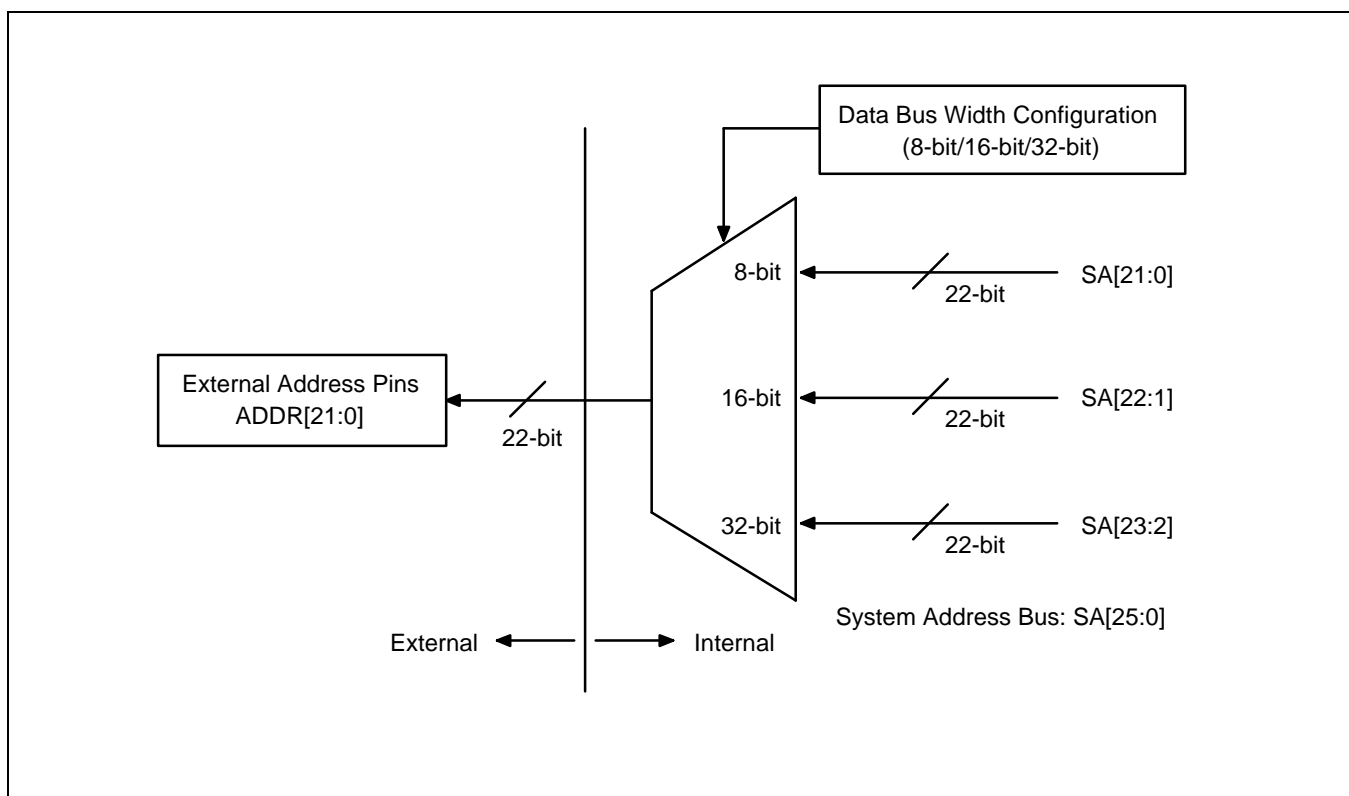 Data Bus Width Configuration
(8-bit/16-bit/32-bit)
8-bit
22-bit
SA[21:0]
External Address Pins
ADDR[21:0]
22-bit
16-bit
22-bit
SA[22:1]
32-bit
22-bit
SA[23:2]
System Address Bus: SA[25:0]
External
Internal